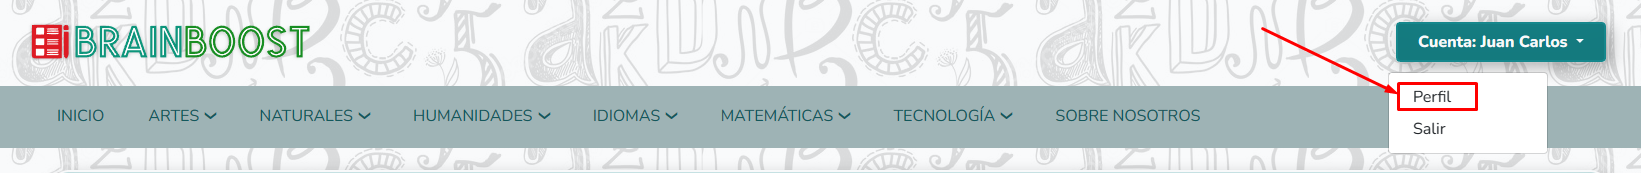 BRAINBOOST
Cuenta: Juan Carlos
Perfil
Salir
INICIO ARTES NATURALES HUMANIDADES IDIOMAS MATEMÁTICAS TECNOLOGÍA SOBRE NOSOTROS